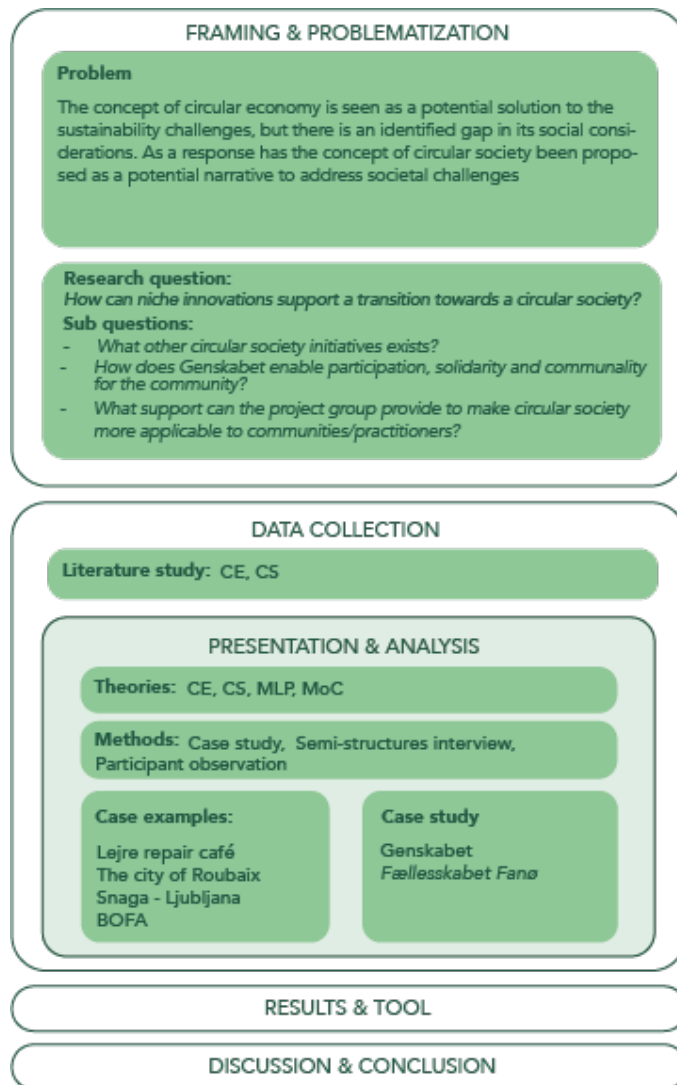 FRAMING & PROBLEMATIZATION
Problem
The concept of circular economy is seen as a potential solution to the
sustainability challenges, but there is an identified gap in its social consi-
derations. As a response has the concept of circular society been propo-
sed as a potential narrative to address societal challenges
Research question:
How can niche innovations support a transition towards a circular society?
Sub questions:
- What other circular society initiatives exists?
- How does Genskabet enable participation, solidarity and communality
for the community?
- What support can the project group provide to make circular society
more applicable to communities/practitioners?
DATA COLLECTION
Literature study: CE, CS
PRESENTATION & ANALYSIS
Theories: CE, CS, MLP, MoC
Methods: Case study, Semi-structures interview,
Participant observation
Case examples:
Lejre repair café
The city of Roubaix
Snaga - Ljubljana
BOFA
Case study
Genskabet
Fællesskabet Fanø
RESULTS & TOOL
DISCUSSION & CONCLUSION